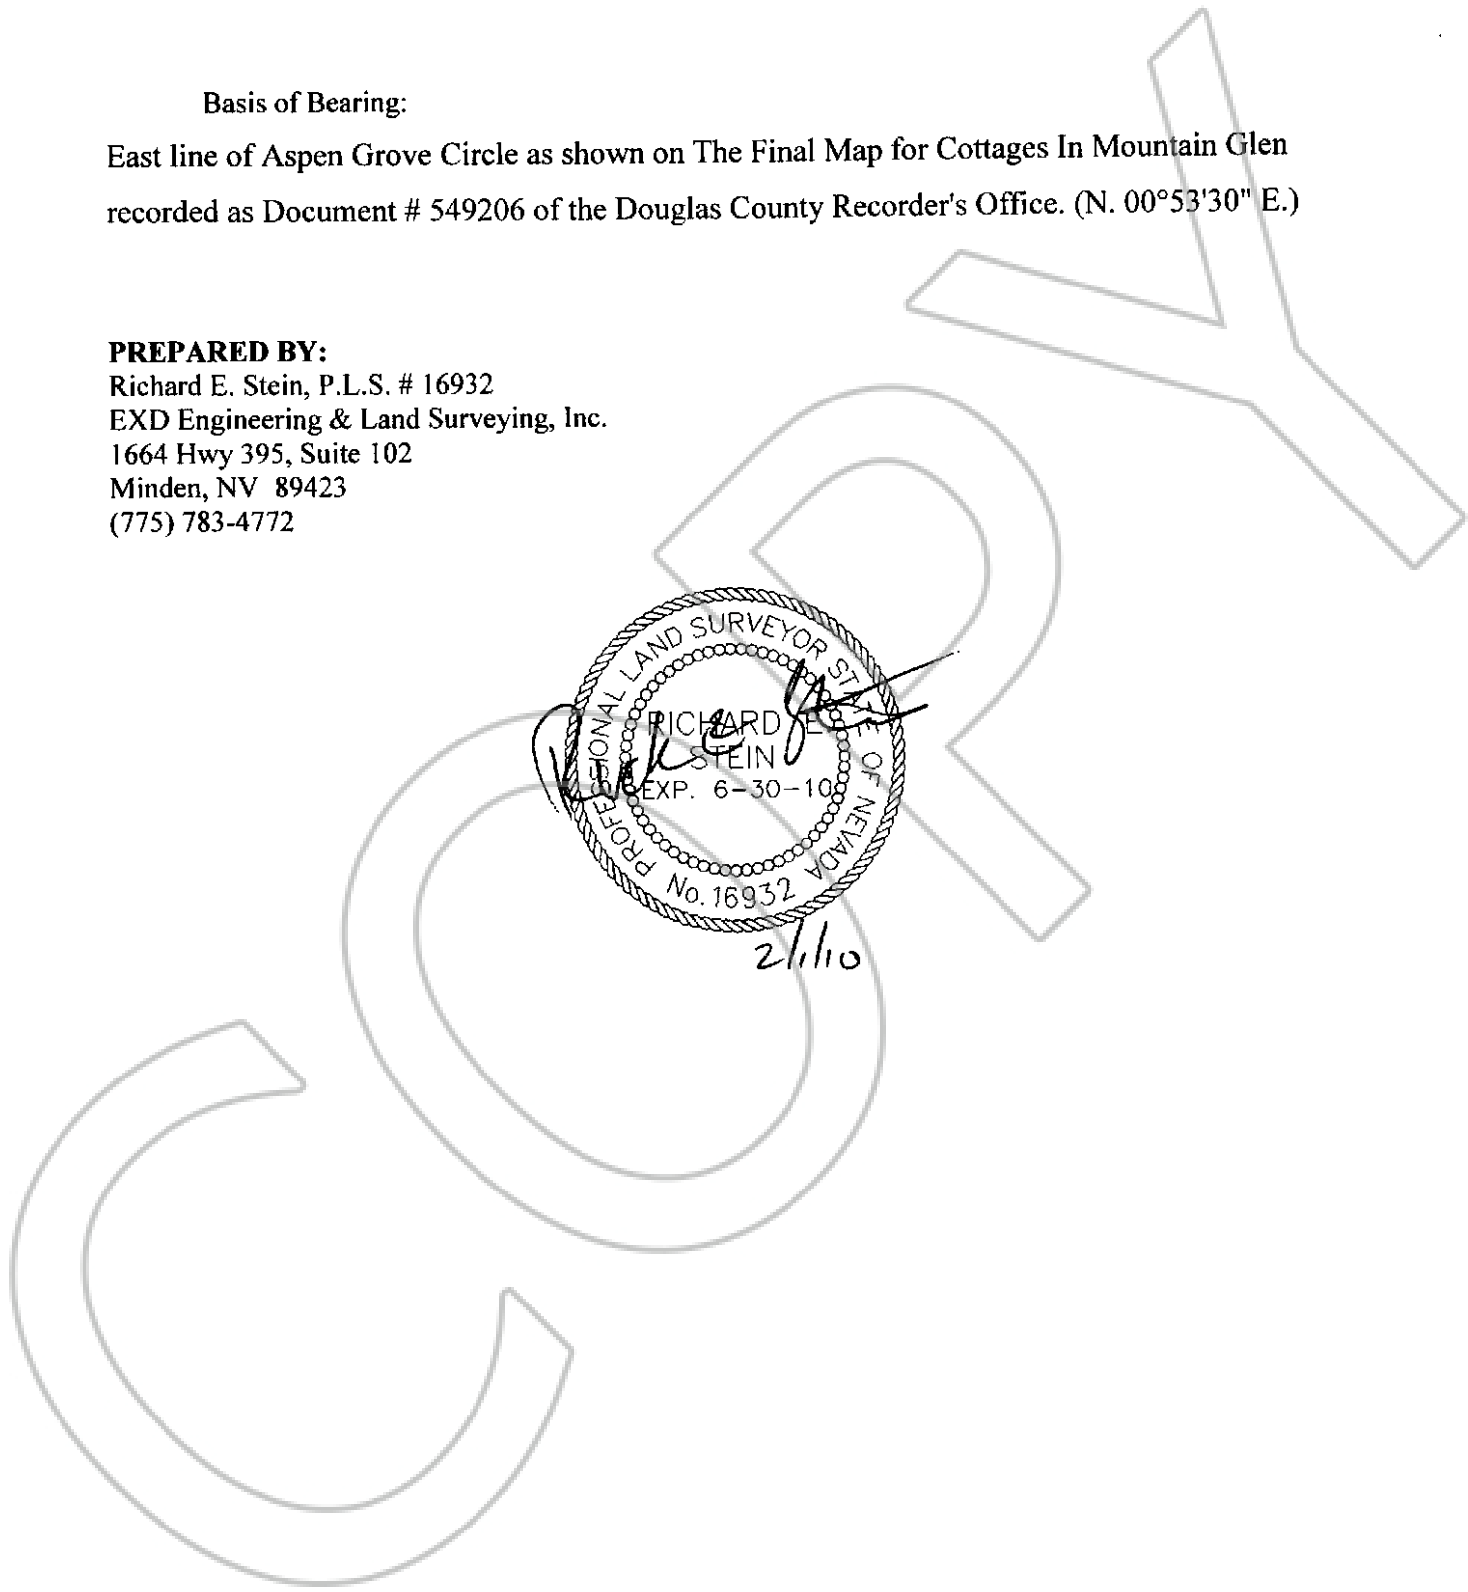 Basis of Bearing:
East line of Aspen Grove Circle as shown on The Final Map for Cottages In Mountain Glen
recorded as Document # 549206 of the Douglas County Recorder's Office. (N. 00°53'30" E.)
PREPARED BY:
Richard E. Stein, P.L.S. # 16932
EXD Engineering & Land Surveying, Inc.
1664 Hwy 395, Suite 102
Minden, NV 89423
(775) 783-4772
PROFESSIONAL LAND SURVEYOR STATE OF NEVADA
RICHARD E.
STEIN
EXP. 6-30-10
No. 16932
2/1/10
COPY